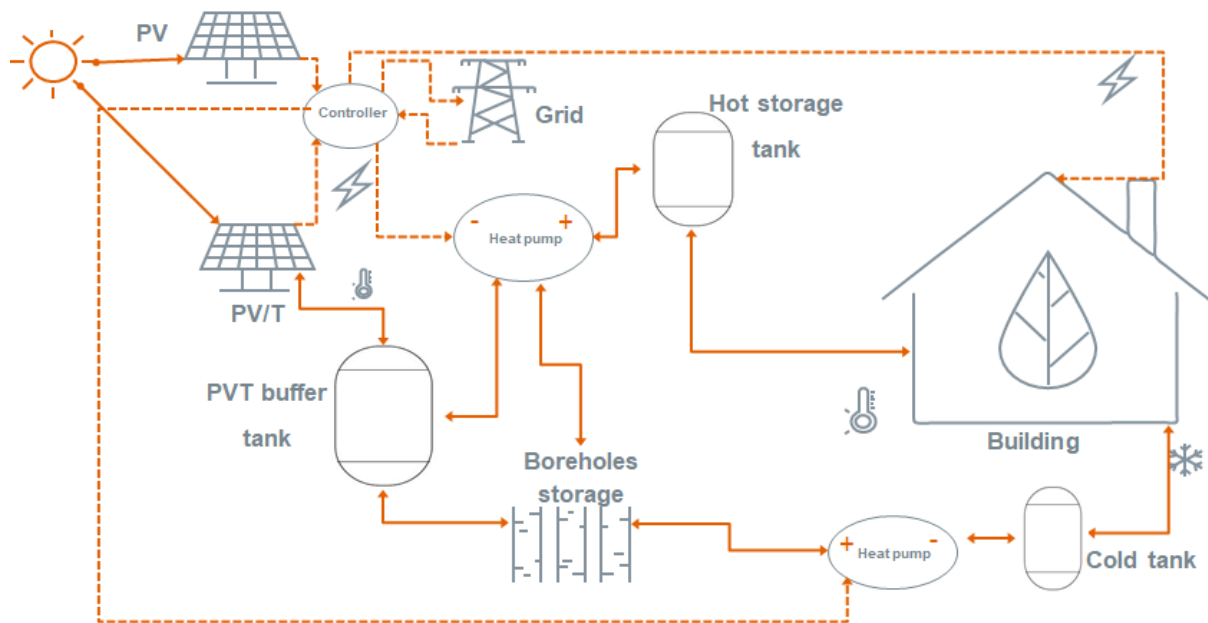 PV
Controller
Grid
Hot storage
tank
- +
Heat pump
PV/T
PVT buffer
tank
Boreholes
storage
Building
+ -
Heat pump
Cold tank